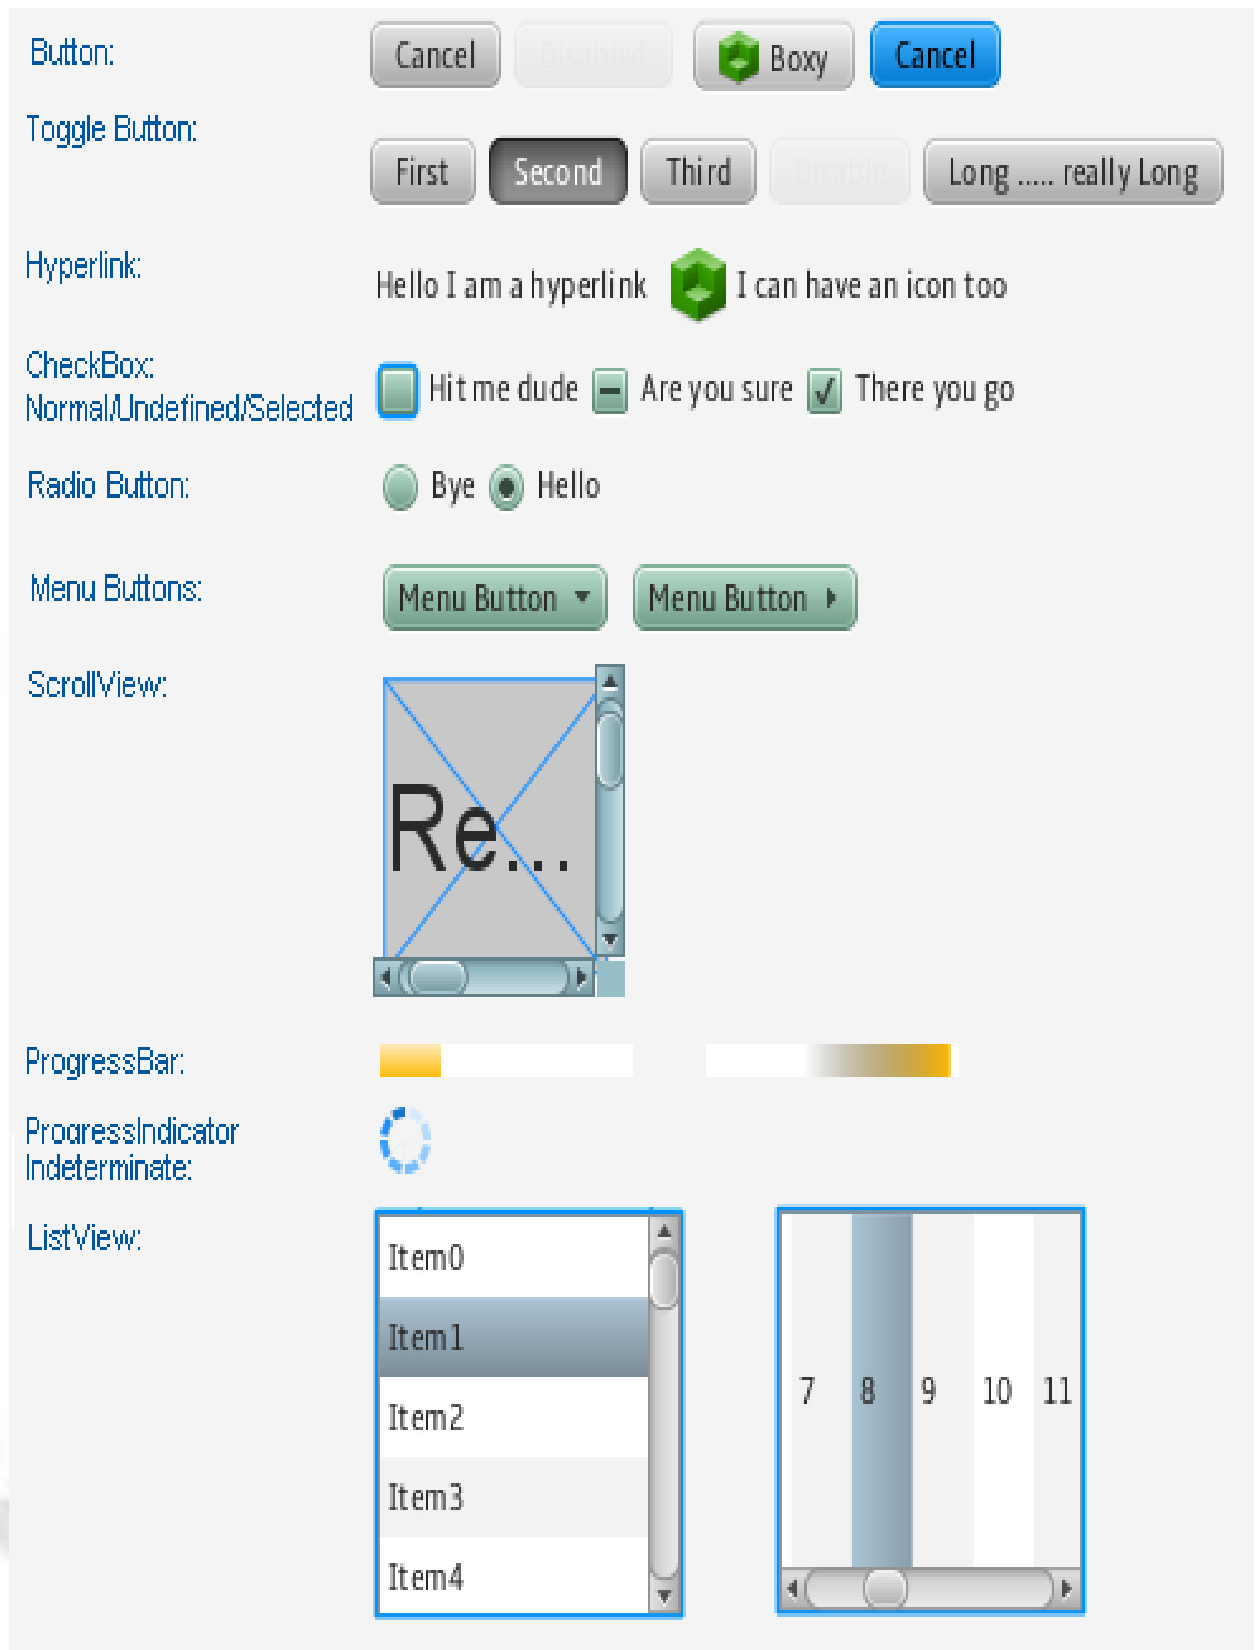 Button:
Cancel Disabled Boxy Cancel
Toggle Button:
First Second Third Disable Long ..... really Long
Hyperlink:
Hello I am a hyperlink I can have an icon too
CheckBox:
Normal/Undefined/Selected
Hit me dude Are you sure There you go
Radio Button:
Bye Hello
Menu Buttons:
Menu Button Menu Button
ScrollView:
Re...
ProgressBar:
ProgressIndicator
Indeterminate:
ListView:
Item0
Item1
Item2
Item3
Item4
7 8 9 10 11